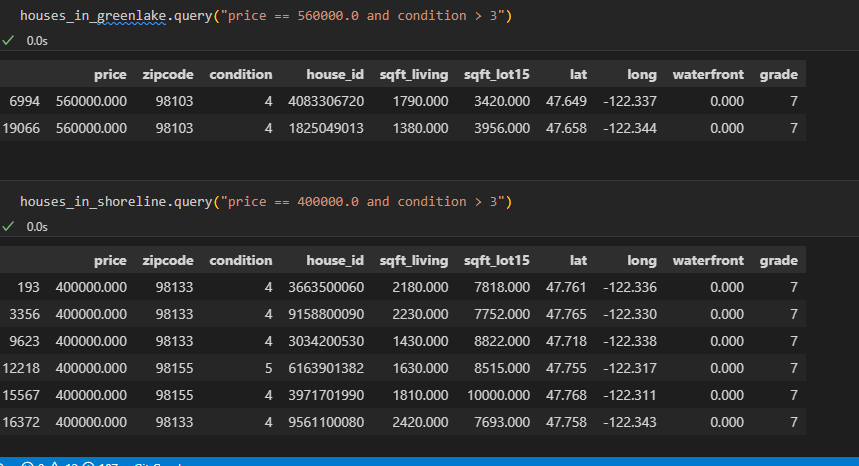 houses_in_greenlake.query("price == 560000.0 and condition > 3")
0.0s
price zipcode condition house_id sqft_living sqft_lot15 lat long waterfront grade
6994 560000.000 98103 4 4083306720 1790.000 3420.000 47.649 -122.337 0.000 7
19066 560000.000 98103 4 1825049013 1380.000 3956.000 47.658 -122.344 0.000 7
houses_in_shoreline.query("price == 400000.0 and condition > 3")
0.0s
price zipcode condition house_id sqft_living sqft_lot15 lat long waterfront grade
193 400000.000 98133 4 3663500060 2180.000 7818.000 47.761 -122.336 0.000 7
3356 400000.000 98133 4 9158800090 2230.000 7752.000 47.765 -122.330 0.000 7
9623 400000.000 98133 4 3034200530 1430.000 8822.000 47.718 -122.338 0.000 7
12218 400000.000 98155 5 6163901382 1630.000 8515.000 47.755 -122.317 0.000 7
15567 400000.000 98155 4 3971701990 1810.000 10000.000 47.768 -122.311 0.000 7
16372 400000.000 98133 4 9561100080 2420.000 7693.000 47.758 -122.343 0.000 7